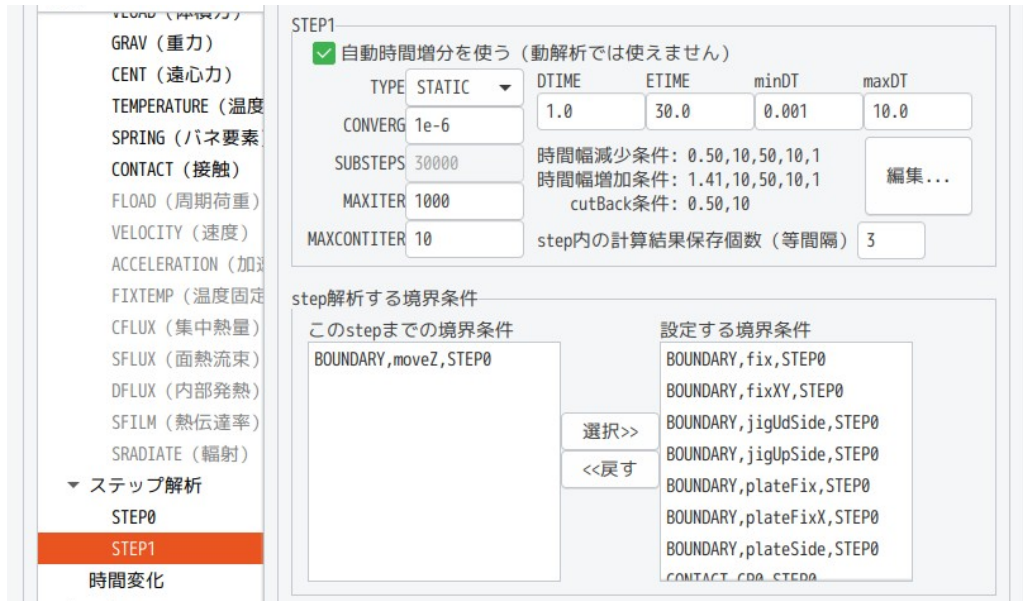 VLOAD (体積力)
GRAV (重力)
CENT (遠心力)
TEMPERATURE (温度
SPRING (バネ要素
CONTACT (接触)
FLOAD (周期荷重)
VELOCITY (速度)
ACCELERATION (加速
FIXTEMP (温度固定
CFLUX (集中熱量)
SFLUX (面熱流束)
DFLUX (内部発熱)
SFILM (熱伝達率)
SRADIATE (輻射)
ステップ解析
STEP0
STEP1
時間変化
STEP1
自動時間増分を使う (動解析では使えません)
TYPE STATIC
CONVERG 1e-6
SUBSTEPS 30000
MAXITER 1000
MAXCONTITER 10
DTIME ETIME minDT maxDT
1.0 30.0 0.001 10.0
時間幅減少条件: 0.50,10,50,10,1
時間幅増加条件: 1.41,10,50,10,1
cutBack条件: 0.50,10
編集...
step内の計算結果保存個数 (等間隔) 3
step解析する境界条件
このstepまでの境界条件
BOUNDARY,moveZ,STEP0
選択>>
<<戻す
設定する境界条件
BOUNDARY,fix,STEP0
BOUNDARY,fixXY,STEP0
BOUNDARY,jigUdSide,STEP0
BOUNDARY,jigUpSide,STEP0
BOUNDARY,plateFix,STEP0
BOUNDARY,plateFixX,STEP0
BOUNDARY,plateSide,STEP0
CONTACT,CP0,STEP0